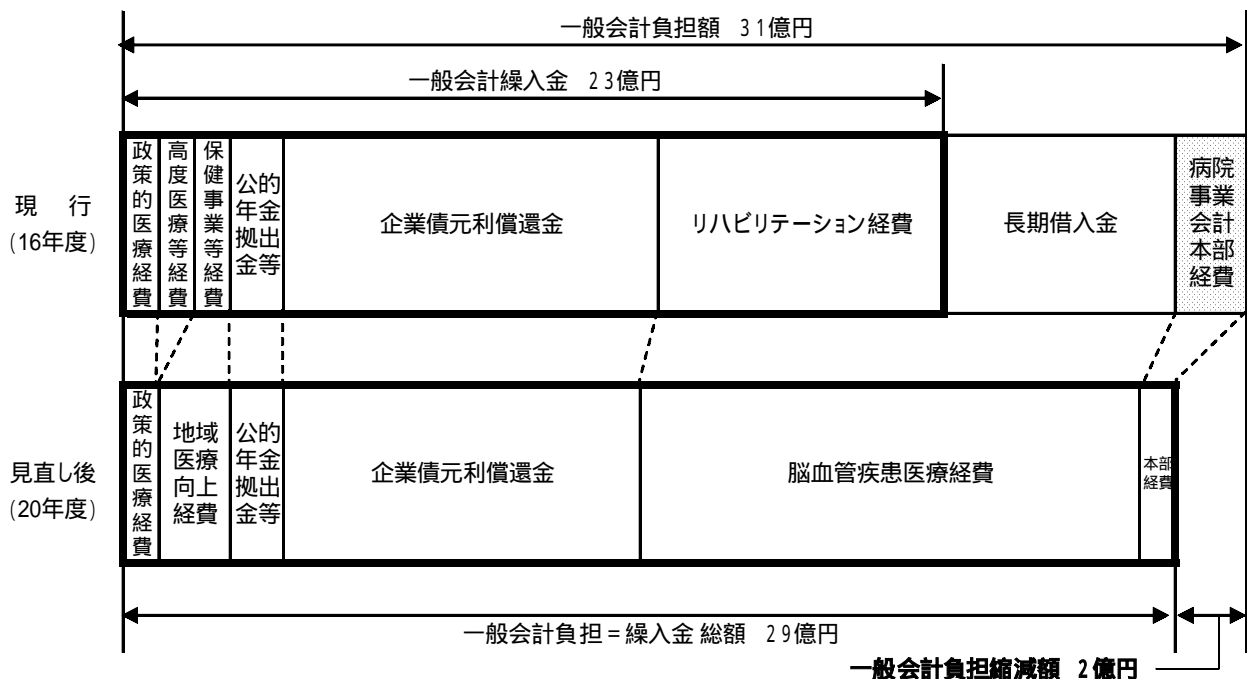 一般会計負担額 31億円
一般会計繰入金 23億円
現 行
(16年度)
政策的医療経費
高度医療等経費
保健事業等経費
公的
年金
拠出
金等
企業債元利償還金
リハビリテーション経費
長期借入金
病院
事業
会計
本部
経費
見直し後
(20年度)
政策的医療経費
地域
医療
向上
経費
公的
年金
拠出
金等
企業債元利償還金
脳血管疾患医療経費
本部
経費
一般会計負担=繰入金 総額 29億円
一般会計負担縮減額 2億円